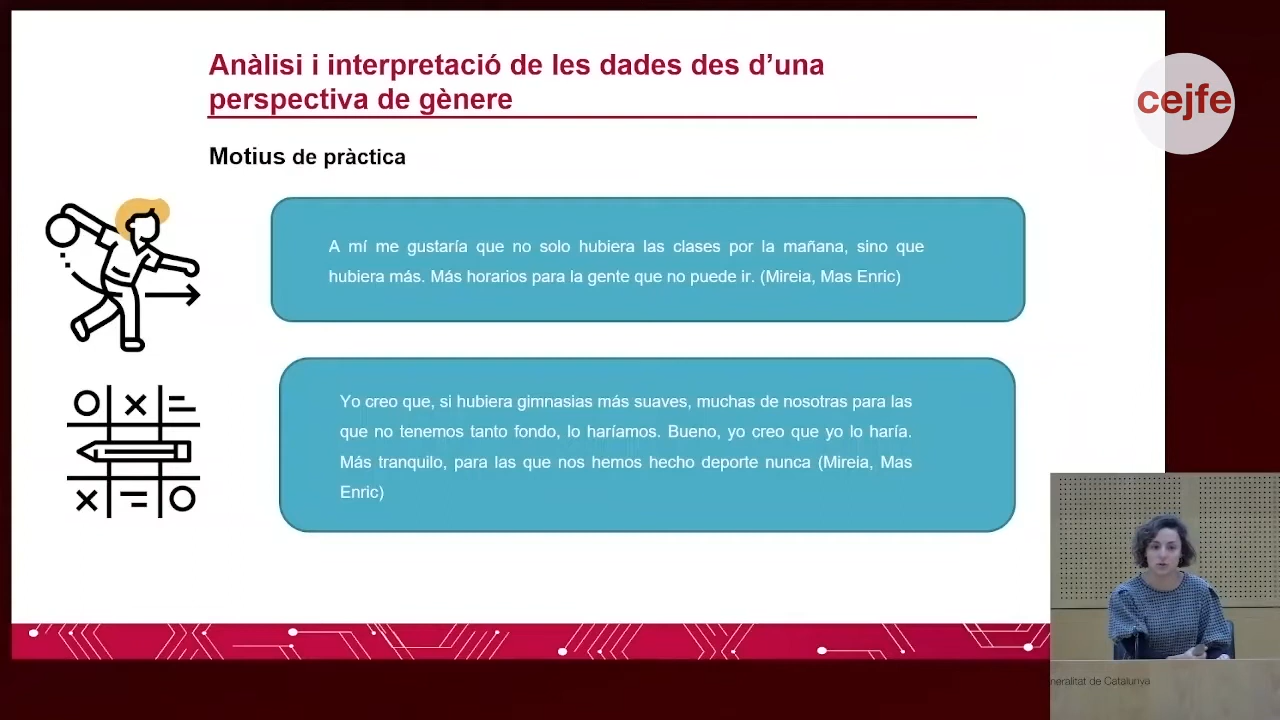 Anàlisi i interpretació de les dades des d’una
perspectiva de gènere
cejfe
Motius de pràctica
A mí me gustaría que no solo hubiera las clases por la mañana, sino que
hubiera más. Más horarios para la gente que no puede ir. (Mireia, Mas Enric)
Yo creo que, si hubiera gimnasias más suaves, muchas de nosotras para las
que no tenemos tanto fondo, lo haríamos. Bueno, yo creo que yo lo haría.
Más tranquilo, para las que nos hemos hecho deporte nunca (Mireia, Mas
Enric)
neralitat de Catalunya